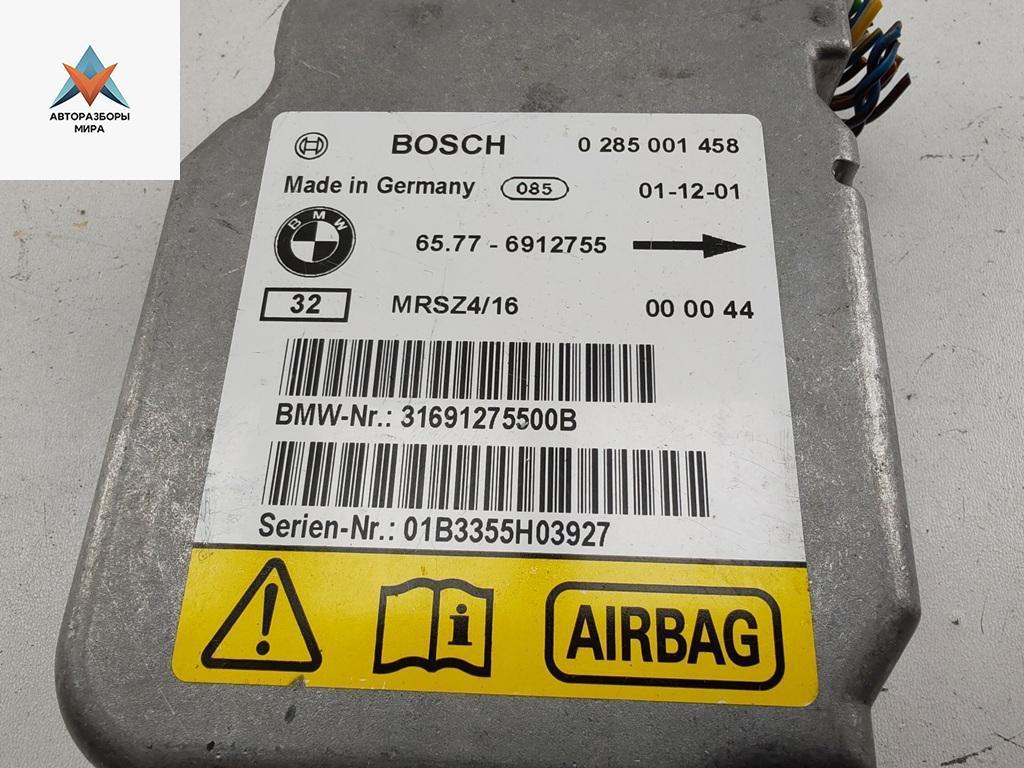 АВТОРАЗБОРЫ
МИРА
BOSCH 0 285 001 458
Made in Germany 085 01-12-01
BMW 65.77 - 6912755
32 MRSZ4/16 00 00 44
BMW-Nr.: 31691275500B
Serien-Nr.: 01B3355H03927
AIRBAG